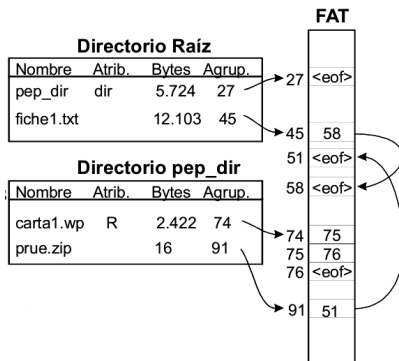 FAT
Directorio Raíz
Nombre Atrib. Bytes Agrup.
pep_dir dir 5.724 27
fiche1.txt 12.103 45
Directorio pep_dir
Nombre Atrib. Bytes Agrup.
carta1.wp R 2.422 74
prue.zip 16 91
27 <eof>
45 58
51 <eof>
58 <eof>
74 75
75 76
76 <eof>
91 51